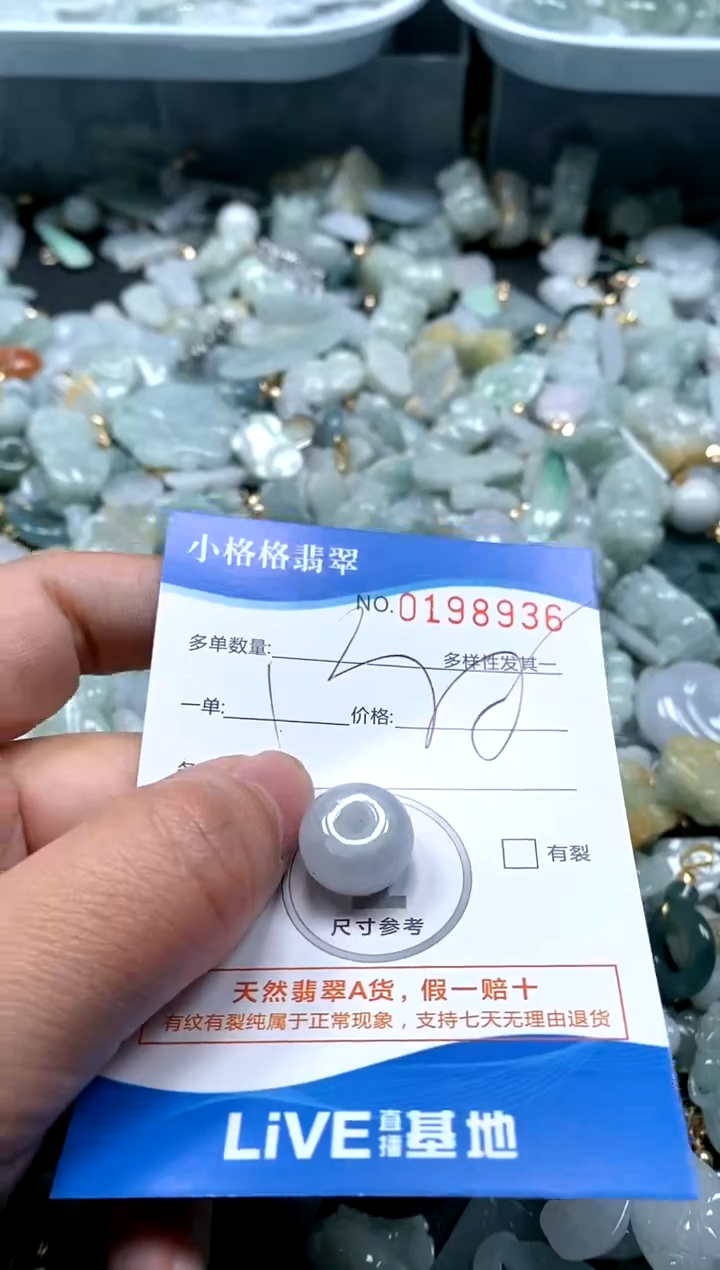 小格格翡翠
NO.0198936
多单数量:
多样性发其一
一单: 价格:
有裂
尺寸参考
天然翡翠A货，假一赔十
有纹有裂纯属于正常现象，支持七天无理由退货
LiVE直播基地